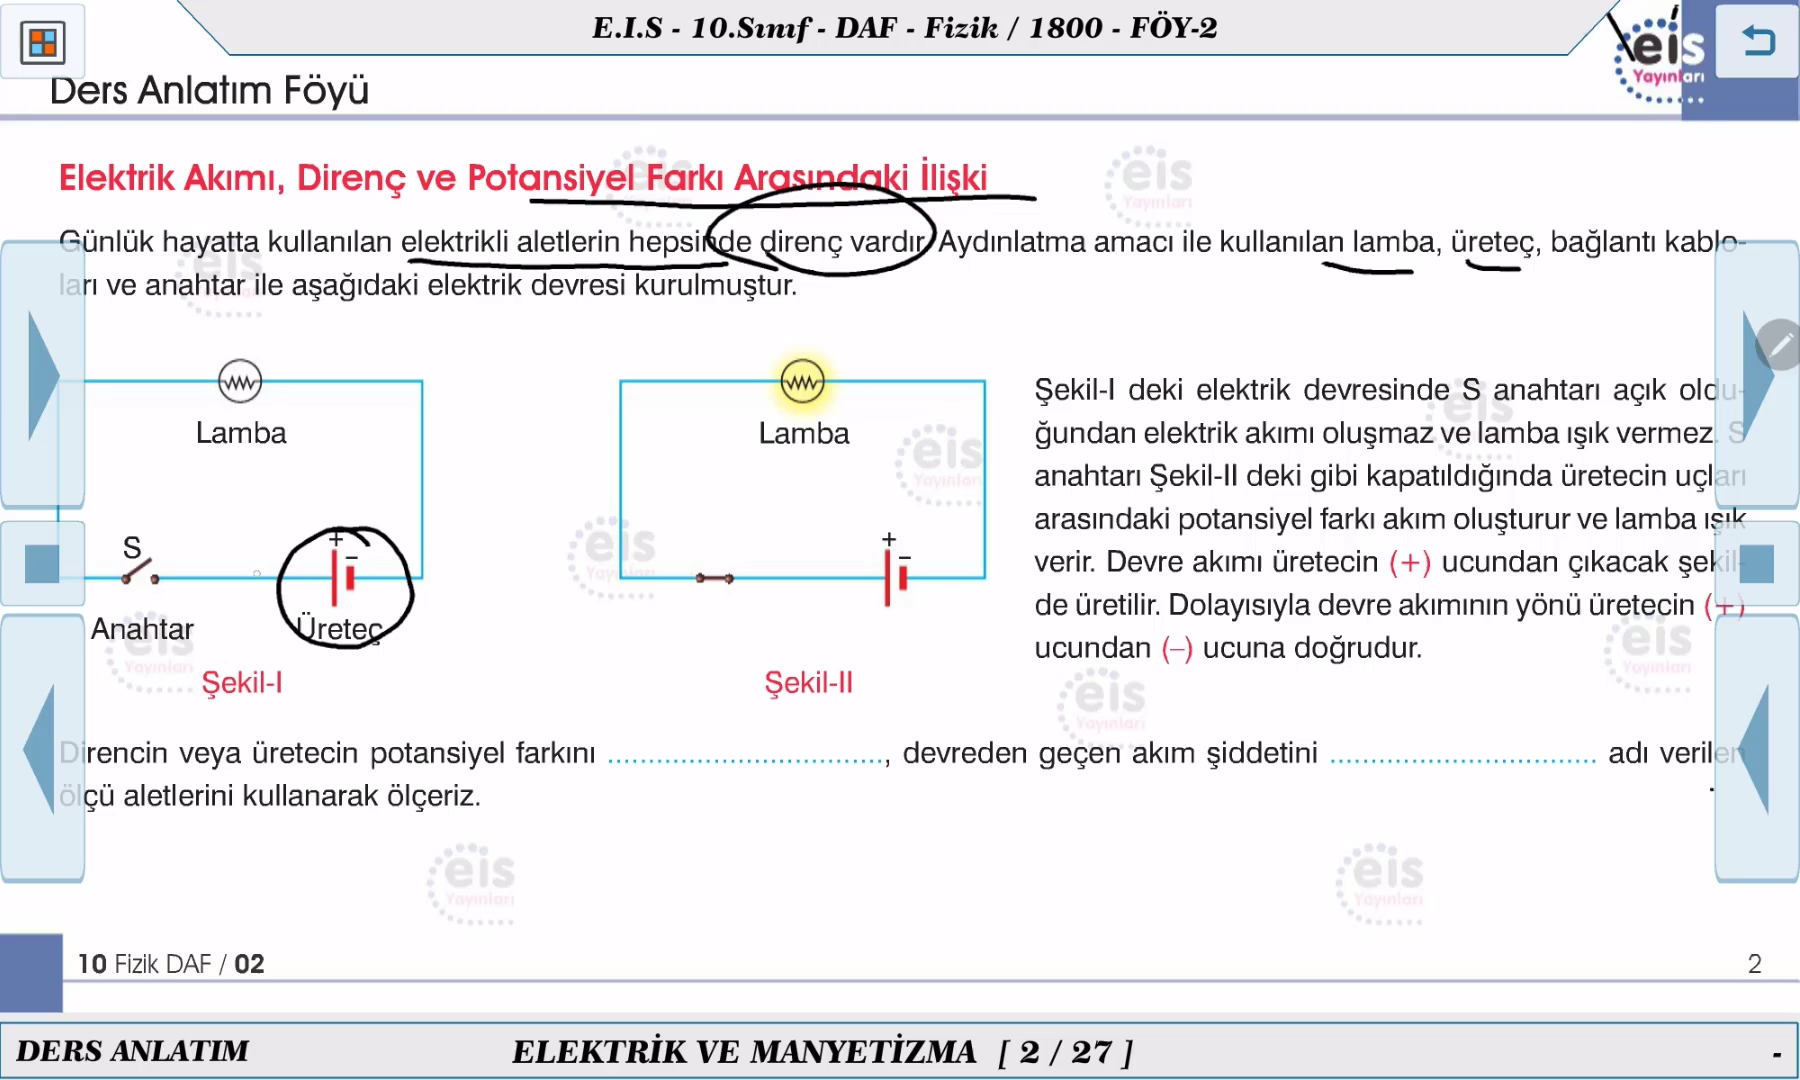 E.I.S - 10.Sınıf - DAF - Fizik / 1800 - FÖY-2
eis
Yayınları
Ders Anlatım Föyü
Elektrik Akımı, Direnç ve Potansiyel Farkı Arasındaki İlişki
Günlük hayatta kullanılan elektrikli aletlerin hepsinde direnç vardır. Aydınlatma amacı ile kullanılan lamba, üreteç, bağlantı kablo-
ları ve anahtar ile aşağıdaki elektrik devresi kurulmuştur.
Lamba
S
+
–
Anahtar
Üreteç
Şekil-I
Lamba
+
–
Şekil-II
Şekil-I deki elektrik devresinde S anahtarı açık oldu-
ğundan elektrik akımı oluşmaz ve lamba ışık vermez. S
anahtarı Şekil-II deki gibi kapatıldığında üretecin uçları
arasındaki potansiyel farkı akım oluşturur ve lamba ışık
verir. Devre akımı üretecin (+) ucundan çıkacak şekil-
de üretilir. Dolayısıyla devre akımının yönü üretecin (+)
ucundan (–) ucuna doğrudur.
Direncin veya üretecin potansiyel farkını ................................., devreden geçen akım şiddetini ................................ adı verilen
ölçü aletlerini kullanarak ölçeriz.
10 Fizik DAF / 02
2
DERS ANLATIM
ELEKTRİK VE MANYETİZMA [ 2 / 27 ]
-